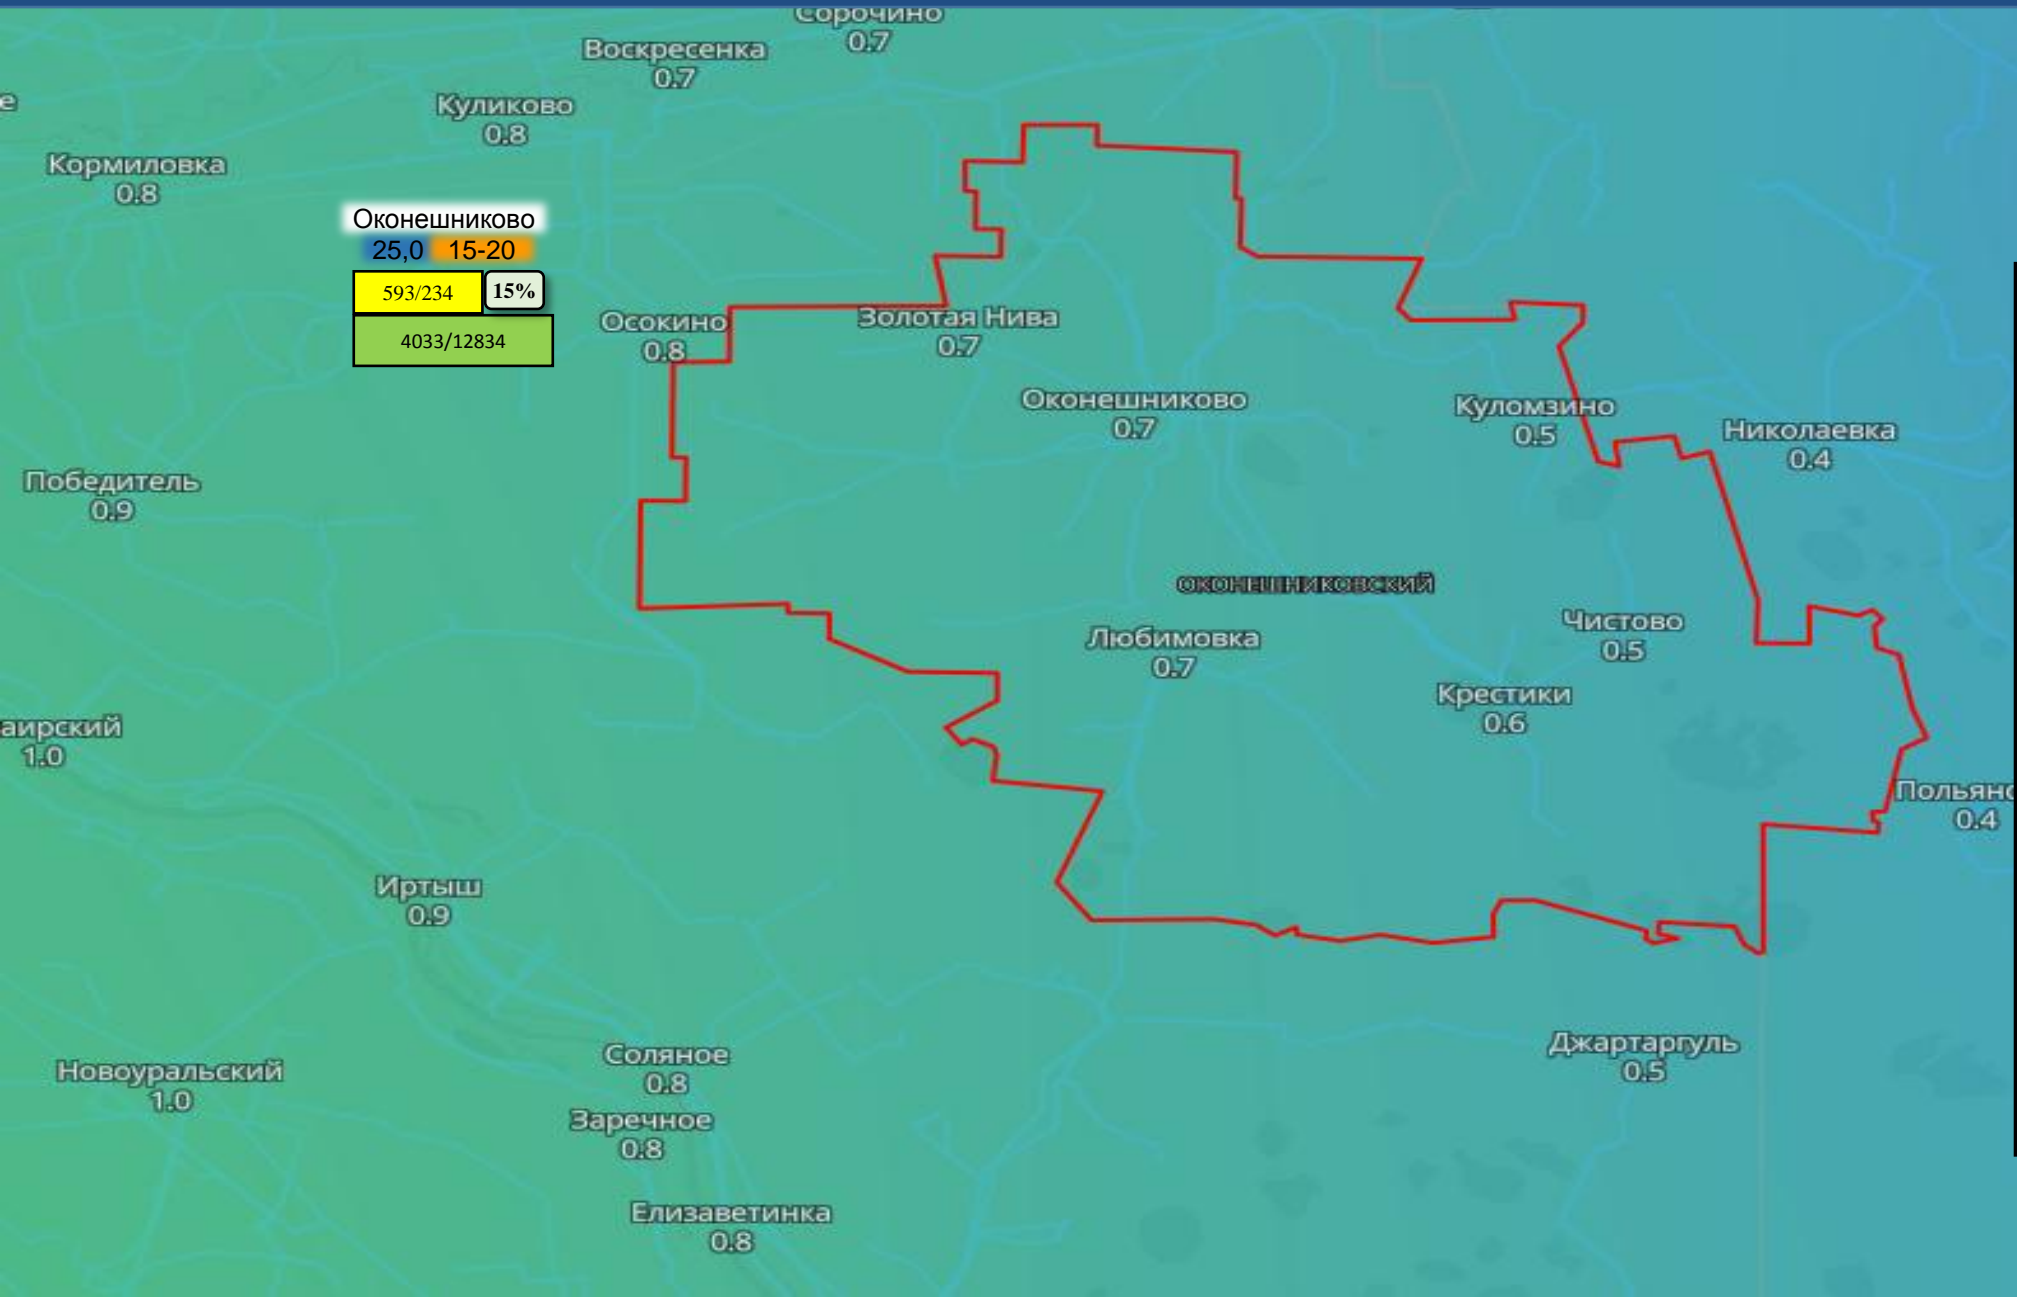 Сорочино
0.7
Воскресенка
0.7
Куликово
0.8
е
Кормиловка
0.8
Оконешниково
25,0 15-20
593/234 15%
4033/12834
Осокино
0.8
Золотая Нива
0.7
Оконешниково
0.7
Куломзино
0.5
Николаевка
0.4
Победитель
0.9
ОКОНЕШНИКОВСКИЙ
Любимовка
0.7
Чистово
0.5
Крестики
0.6
аирский
1.0
Польянс
0.4
Иртыш
0.9
Джартаргуль
0.5
Соляное
0.8
Новоуральский
1.0
Заречное
0.8
Елизаветинка
0.8